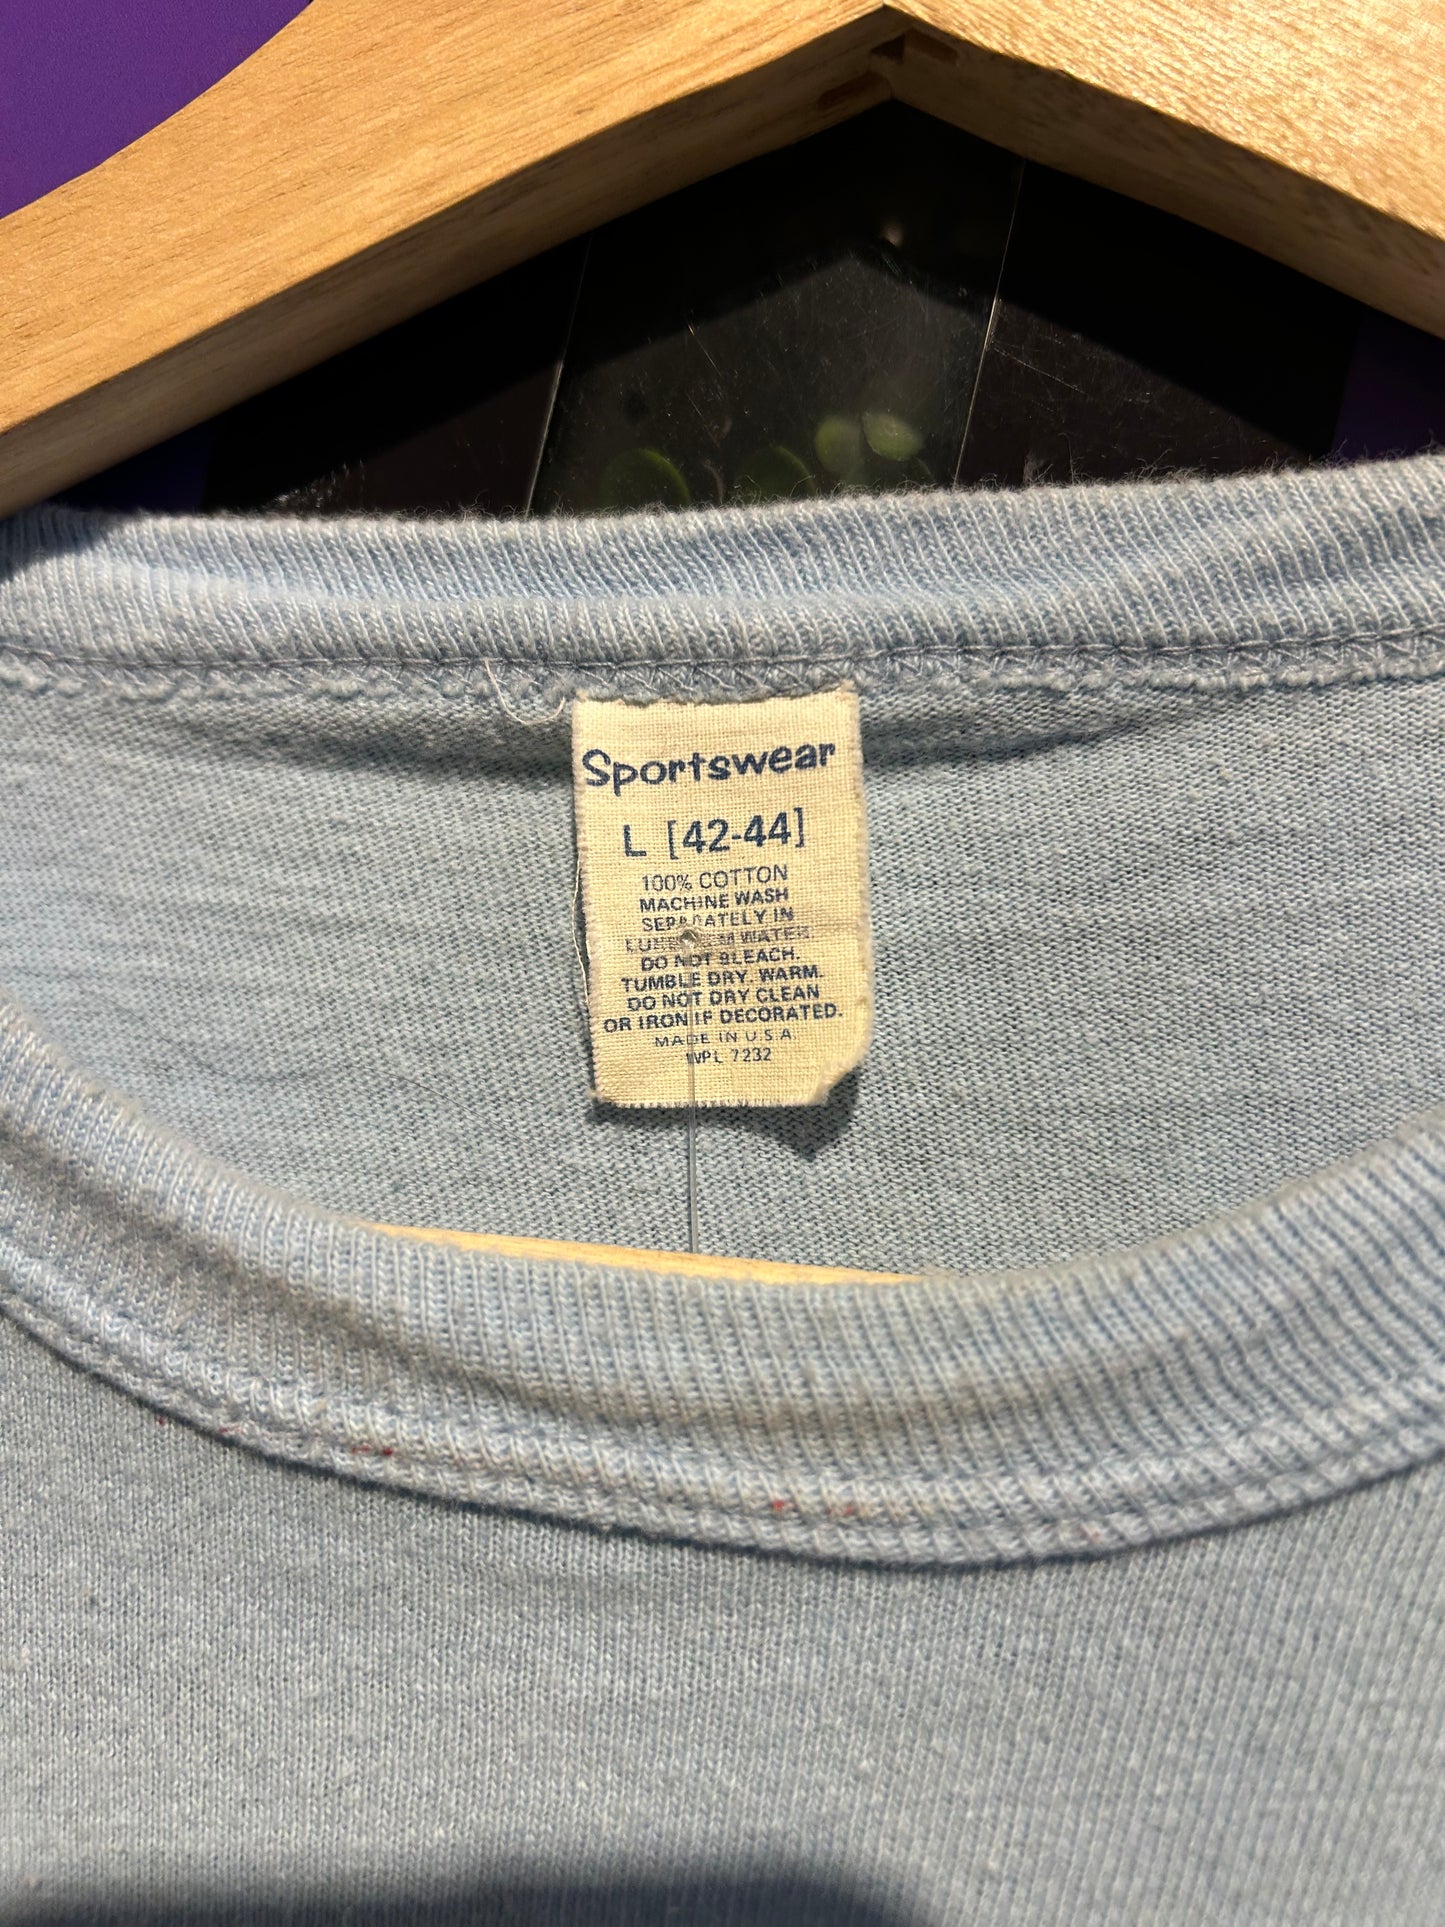 Sportswear
L [42-44]
100% COTTON
MACHINE WASH
SEPARATELY IN
WATER.
DO NOT BLEACH.
TUMBLE DRY. WARM.
DO NOT DRY CLEAN
OR IRON IF DECORATED.
MADE IN U.S.A.
WPL 7232